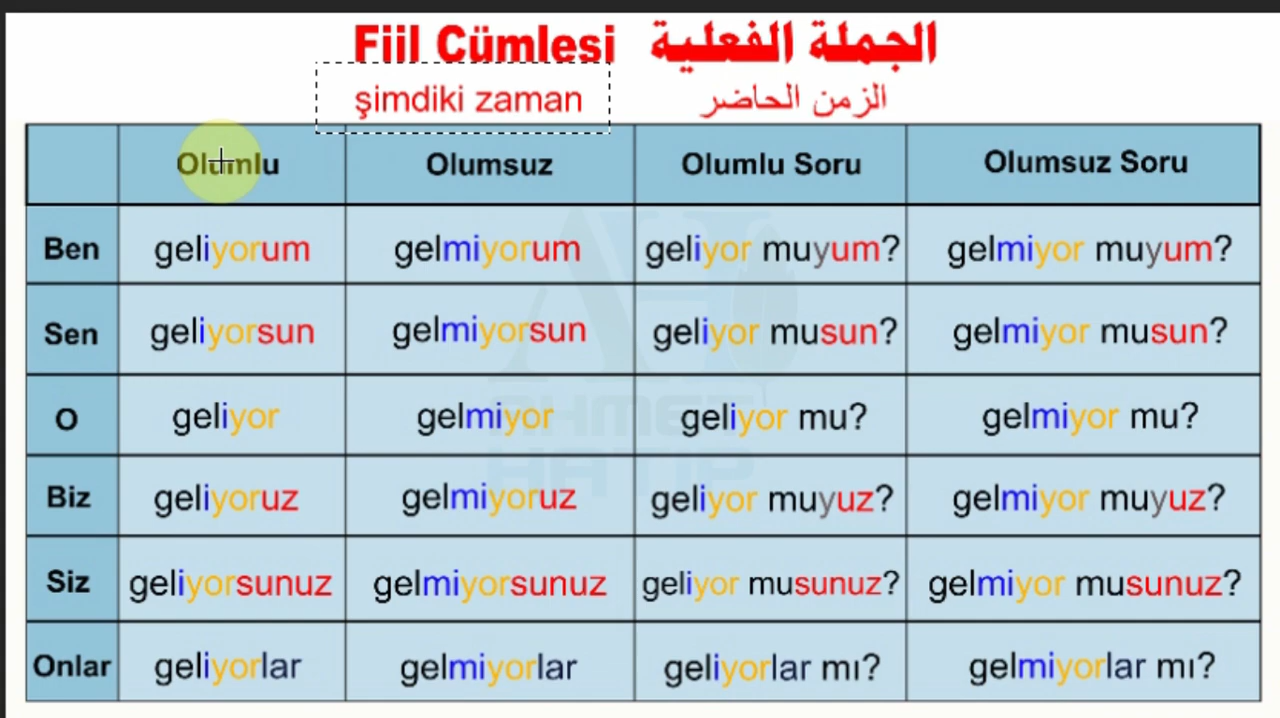 Fiil Cümlesi الجملة الفعلية
şimdiki zaman الزمن الحاضر
Olumlu Olumsuz Olumlu Soru Olumsuz Soru
Ben geliyorum gelmiyorum geliyor muyum? gelmiyor muyum?
Sen geliyorsun gelmiyorsun geliyor musun? gelmiyor musun?
O geliyor gelmiyor geliyor mu? gelmiyor mu?
AHMET
HATIP
Biz geliyoruz gelmiyoruz geliyor muyuz? gelmiyor muyuz?
Siz geliyorsunuz gelmiyorsunuz geliyor musunuz? gelmiyor musunuz?
Onlar geliyorlar gelmiyorlar geliyorlar mı? gelmiyorlar mı?